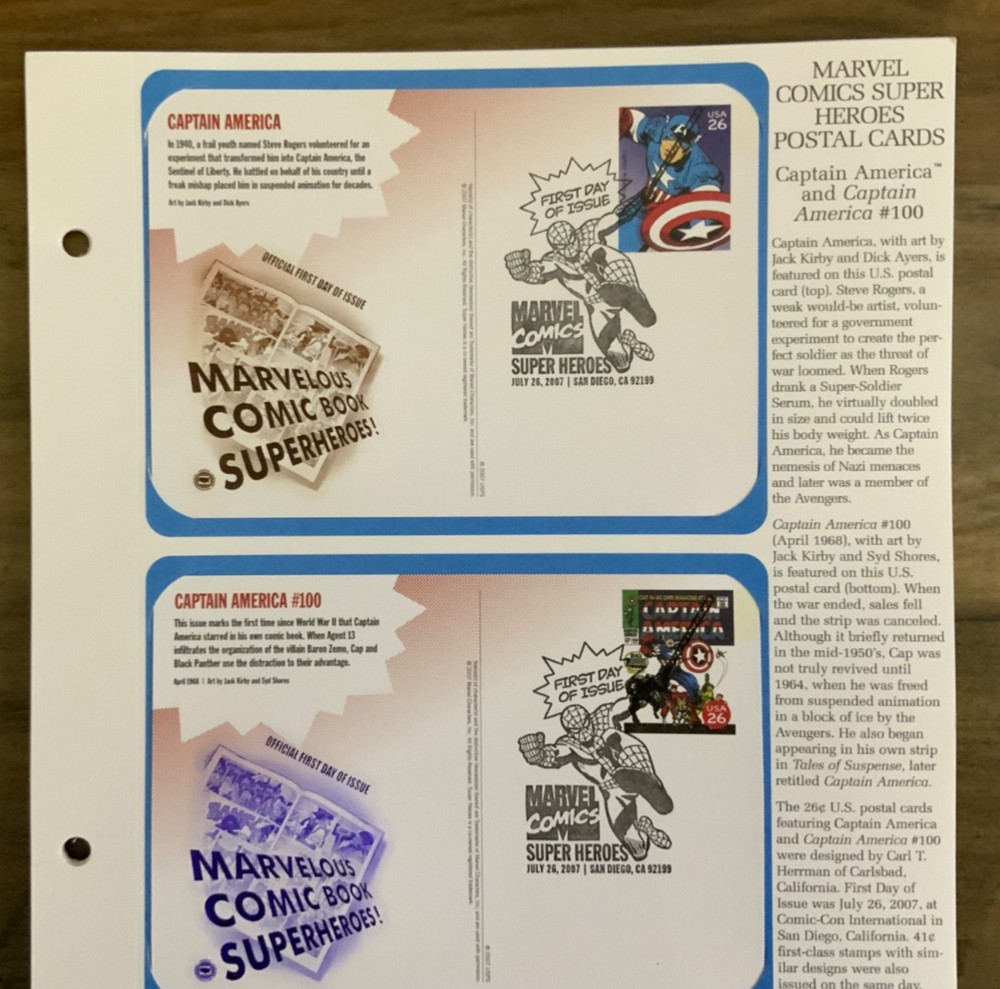 CAPTAIN AMERICA
In 1940, a frail youth named Steve Rogers volunteered for an
experiment that transformed him into Captain America, the
Sentinel of Liberty. He battled on behalf of his country until a
freak mishap placed him in suspended animation for decades.
Art by Jack Kirby and Dick Ayers
OFFICIAL FIRST DAY OF ISSUE
MARVELOUS
COMIC BOOK
SUPERHEROES!
© 2007 USPS
USA
26
FIRST DAY
OF ISSUE
MARVEL
COMICS
SUPER HEROES
JULY 26, 2007 | SAN DIEGO, CA 92199
CAPTAIN AMERICA #100
This issue marks the first time since World War II that Captain
America starred in his own comic book. When Agent 13
infiltrates the organization of the villain Baron Zemo, Cap and
Black Panther use the distraction to their advantage.
April 1968 | Art by Jack Kirby and Syd Shores
OFFICIAL FIRST DAY OF ISSUE
MARVELOUS
COMIC BOOK
SUPERHEROES!
© 2007 USPS
CAPTAIN
AMERICA
USA
26
FIRST DAY
OF ISSUE
MARVEL
COMICS
SUPER HEROES
JULY 26, 2007 | SAN DIEGO, CA 92199
MARVEL
COMICS SUPER
HEROES
POSTAL CARDS
Captain America™
and Captain
America #100
Captain America, with art by
Jack Kirby and Dick Ayers, is
featured on this U.S. postal
card (top). Steve Rogers, a
weak would-be artist, volun-
teered for a government
experiment to create the per-
fect soldier as the threat of
war loomed. When Rogers
drank a Super-Soldier
Serum, he virtually doubled
in size and could lift twice
his body weight. As Captain
America, he became the
nemesis of Nazi menaces
and later was a member of
the Avengers.
Captain America #100
(April 1968), with art by
Jack Kirby and Syd Shores,
is featured on this U.S.
postal card (bottom). When
the war ended, sales fell
and the strip was canceled.
Although it briefly returned
in the mid-1950's, Cap was
not truly revived until
1964, when he was freed
from suspended animation
in a block of ice by the
Avengers. He also began
appearing in his own strip
in Tales of Suspense, later
retitled Captain America.
The 26¢ U.S. postal cards
featuring Captain America
and Captain America #100
were designed by Carl T.
Herrman of Carlsbad,
California. First Day of
Issue was July 26, 2007, at
Comic-Con International in
San Diego, California. 41¢
first-class stamps with sim-
ilar designs were also
issued on the same day.